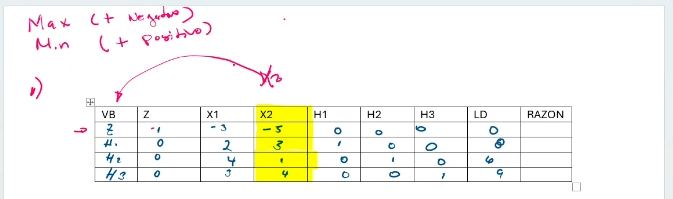 Max (+ Negativo)
Min (+ Positivo)
X2
1)
VB Z X1 X2 H1 H2 H3 LD RAZON
Z -1 -3 -5 0 0 0 0
H1 0 2 3 1 0 0 8
H2 0 4 1 0 1 0 6
H3 0 3 4 0 0 1 9